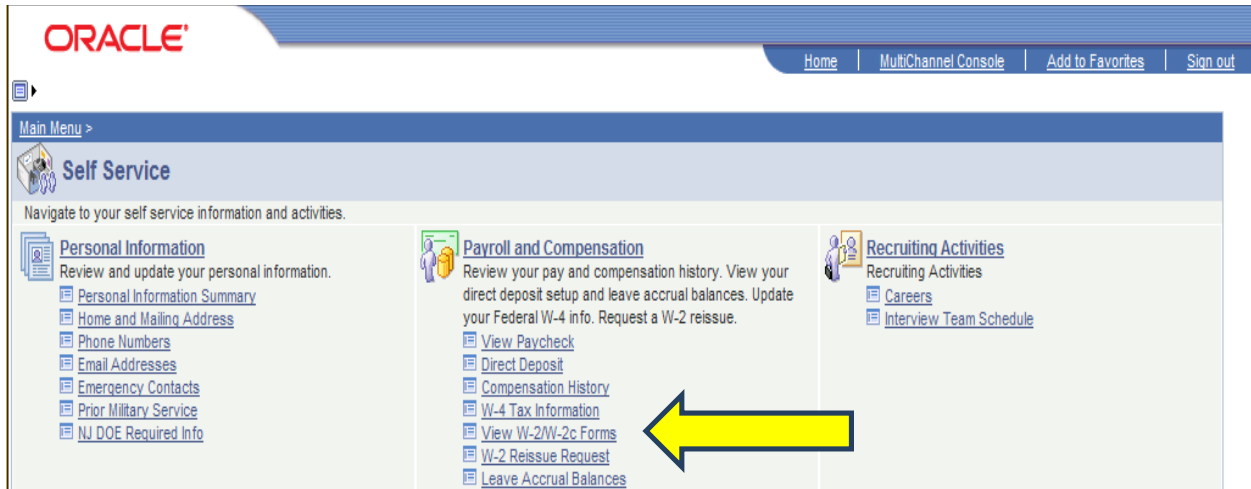 ORACLE'
Home | MultiChannel Console | Add to Favorites | Sign out
Main Menu >
Self Service
Navigate to your self service information and activities.
Personal Information
Review and update your personal information.
Personal Information Summary
Home and Mailing Address
Phone Numbers
Email Addresses
Emergency Contacts
Prior Military Service
NJ DOE Required Info
Payroll and Compensation
Review your pay and compensation history. View your
direct deposit setup and leave accrual balances. Update
your Federal W-4 info. Request a W-2 reissue.
View Paycheck
Direct Deposit
Compensation History
W-4 Tax Information
View W-2/W-2c Forms
W-2 Reissue Request
Leave Accrual Balances
Recruiting Activities
Recruiting Activities
Careers
Interview Team Schedule